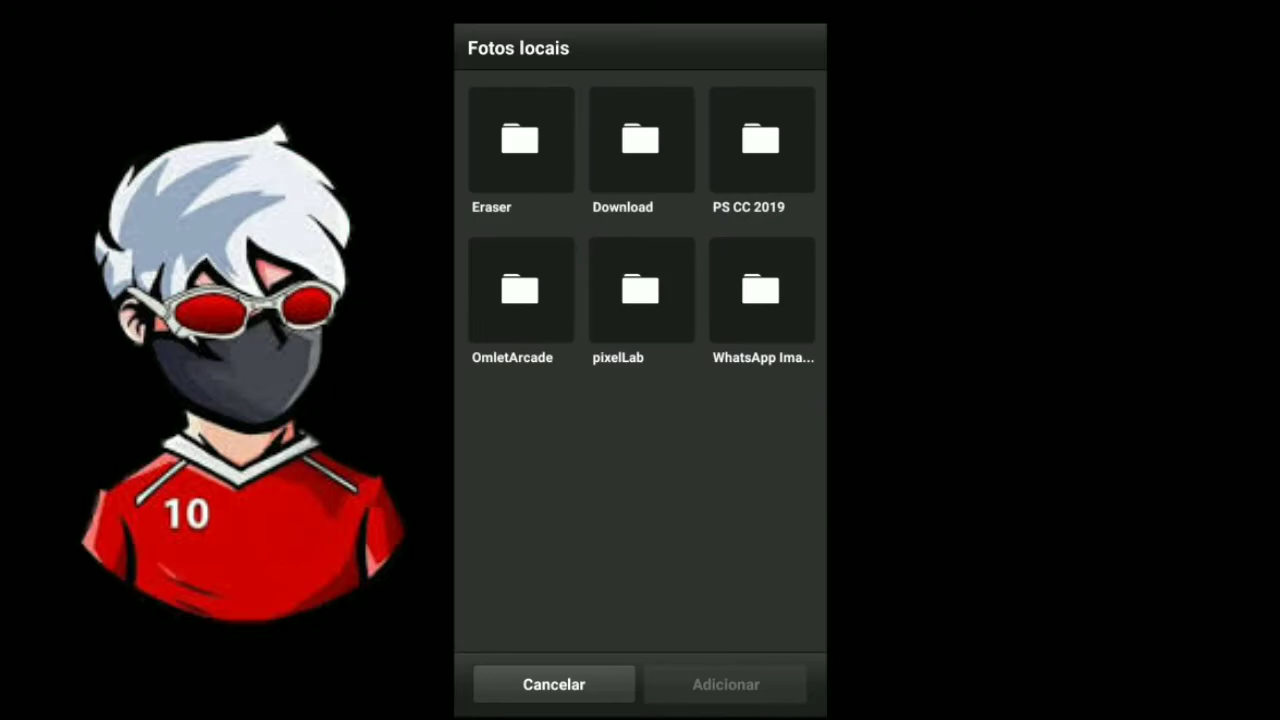 Fotos locais
Eraser
Download
PS CC 2019
OmletArcade
pixelLab
WhatsApp Ima...
10
Cancelar
Adicionar